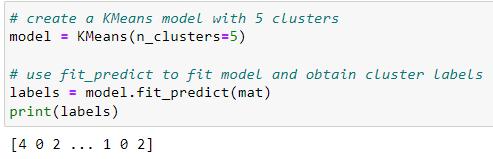 # create a KMeans model with 5 clusters
model = KMeans(n_clusters=5)
# use fit_predict to fit model and obtain cluster labels
labels = model.fit_predict(mat)
print(labels)
[4 0 2 ... 1 0 2]